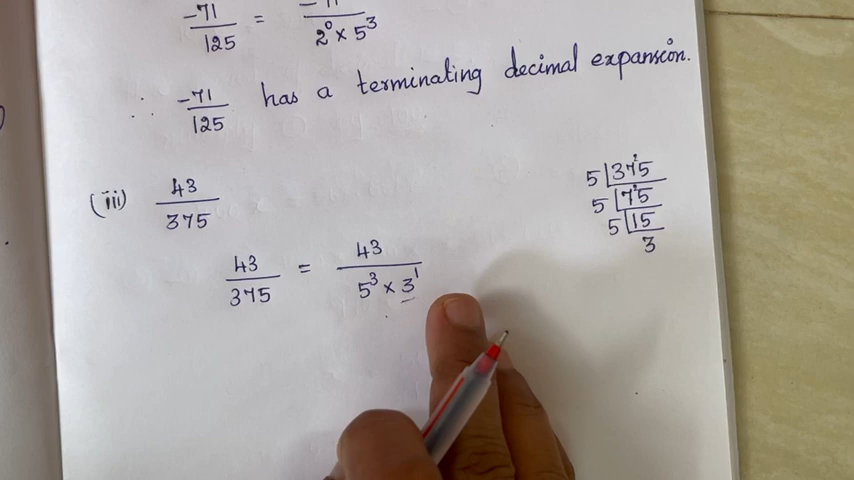 -71/125 = -71/2⁰ × 5³
∴ -71/125 has a terminating decimal expansion.
(iii) 43/375
5 | 375
5 | 75
5 | 15
3
43/375 = 43/5³ × 3¹